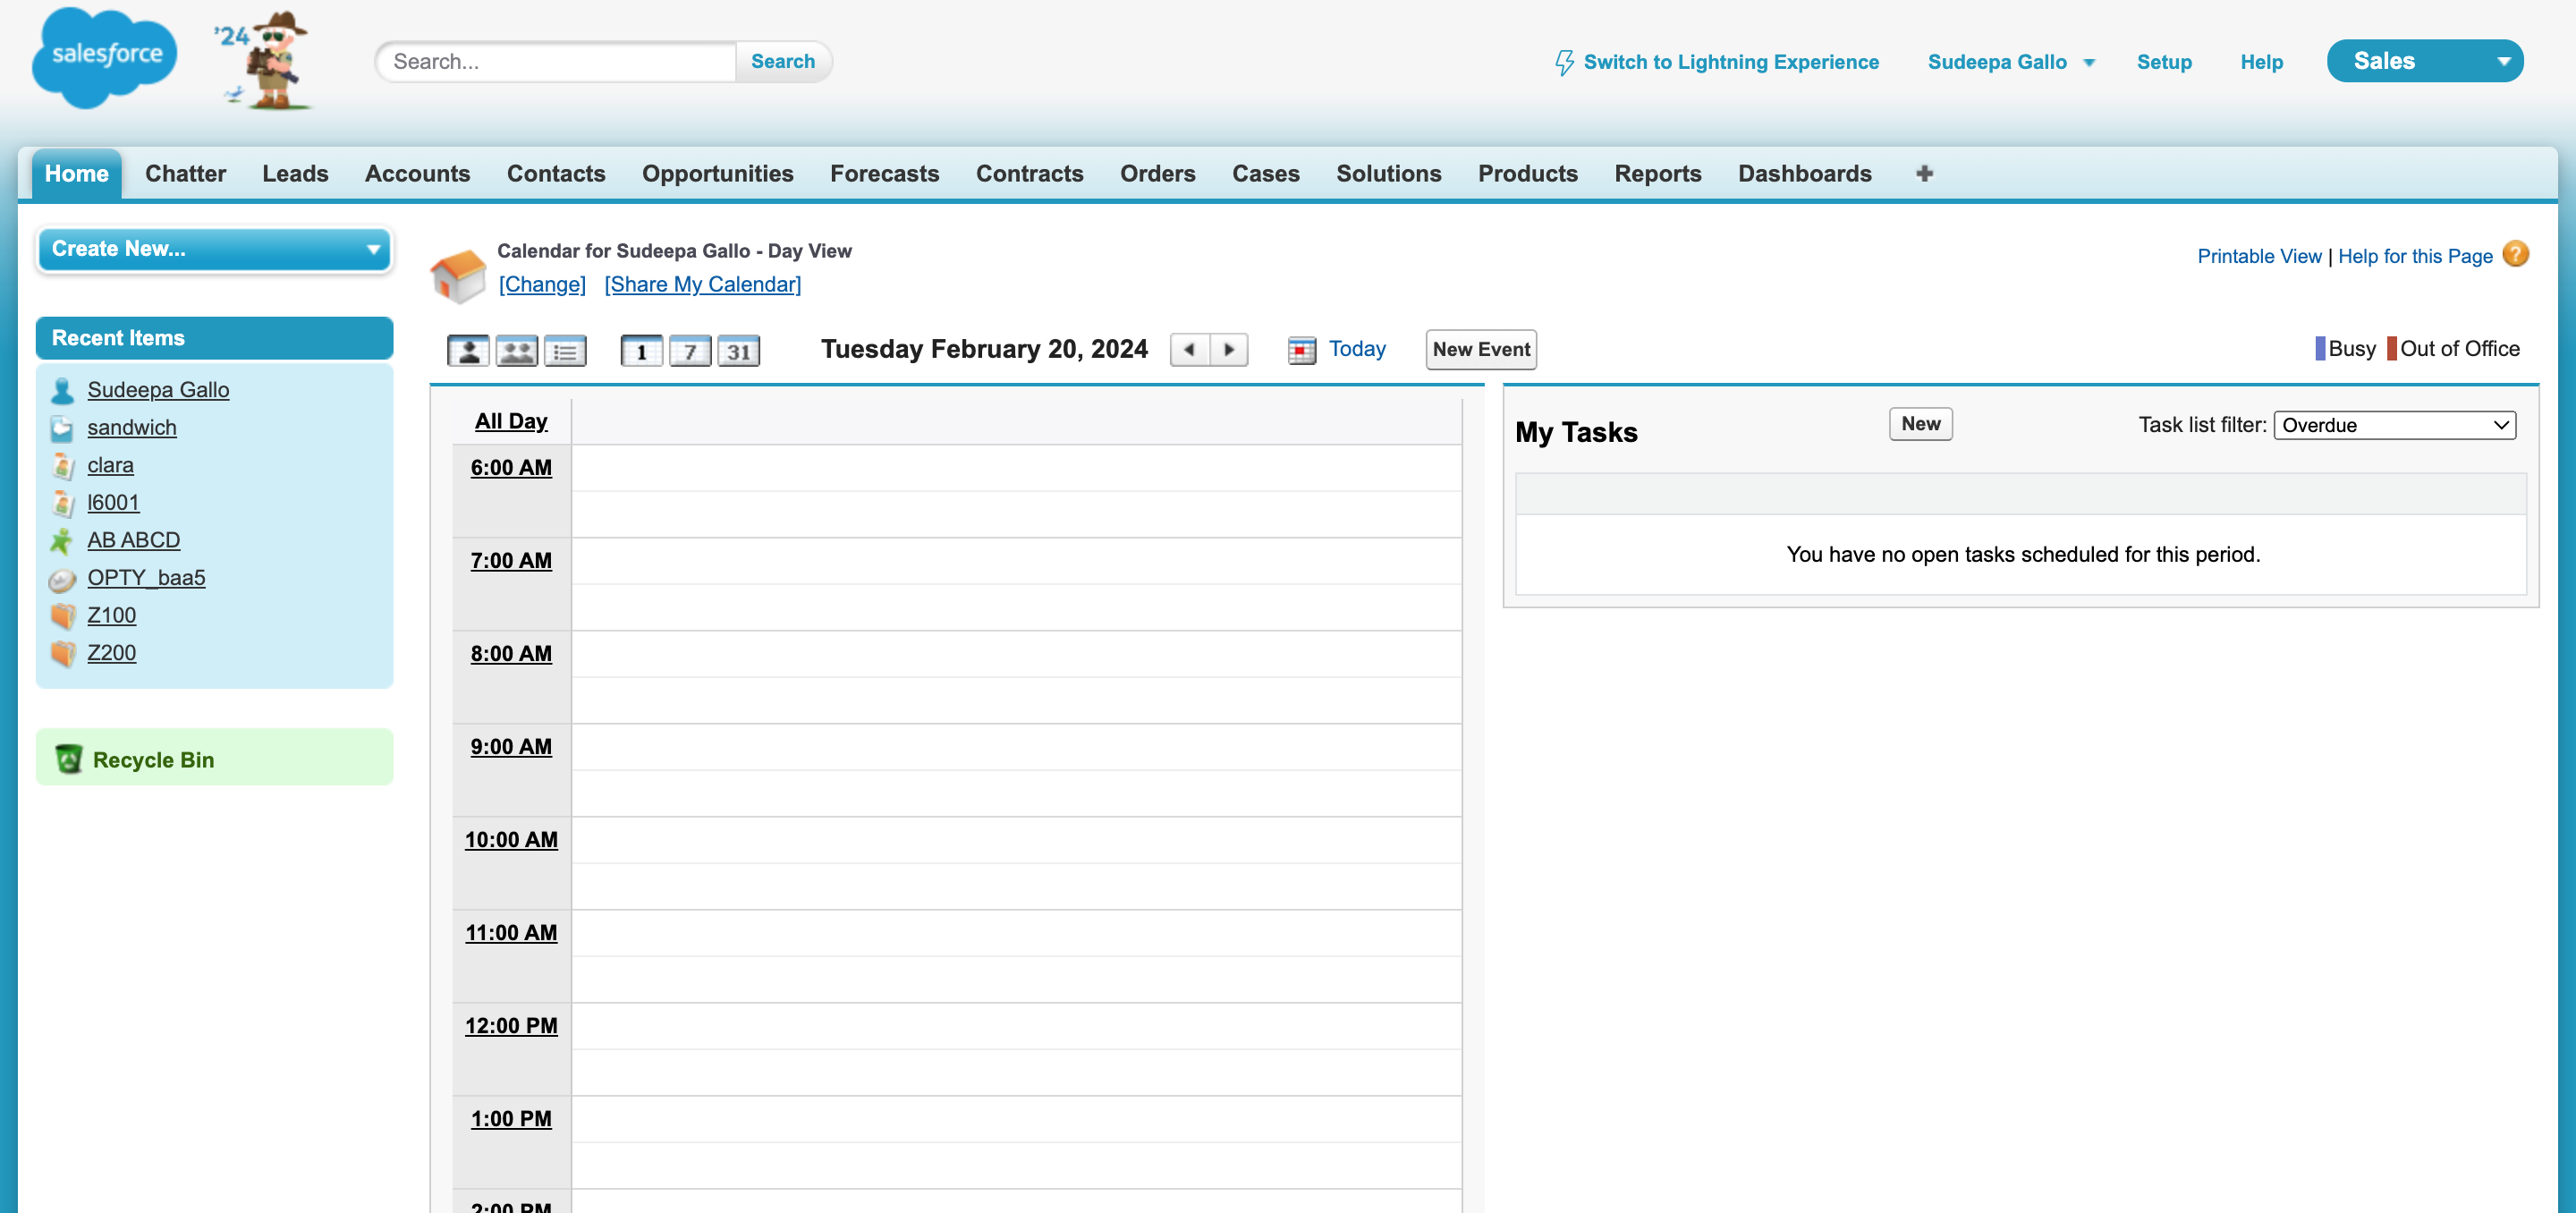 salesforce
'24
Search...
Search
Switch to Lightning Experience
Sudeepa Gallo
Setup
Help
Sales
Home
Chatter
Leads
Accounts
Contacts
Opportunities
Forecasts
Contracts
Orders
Cases
Solutions
Products
Reports
Dashboards
Create New...
Recent Items
Sudeepa Gallo
sandwich
clara
l6001
AB ABCD
OPTY_baa5
Z100
Z200
Recycle Bin
Calendar for Sudeepa Gallo - Day View
[Change] [Share My Calendar]
Printable View | Help for this Page ?
1 7 31
Tuesday February 20, 2024
Today
New Event
Busy Out of Office
All Day
6:00 AM
7:00 AM
8:00 AM
9:00 AM
10:00 AM
11:00 AM
12:00 PM
1:00 PM
2:00 PM
My Tasks
New
Task list filter: Overdue
You have no open tasks scheduled for this period.